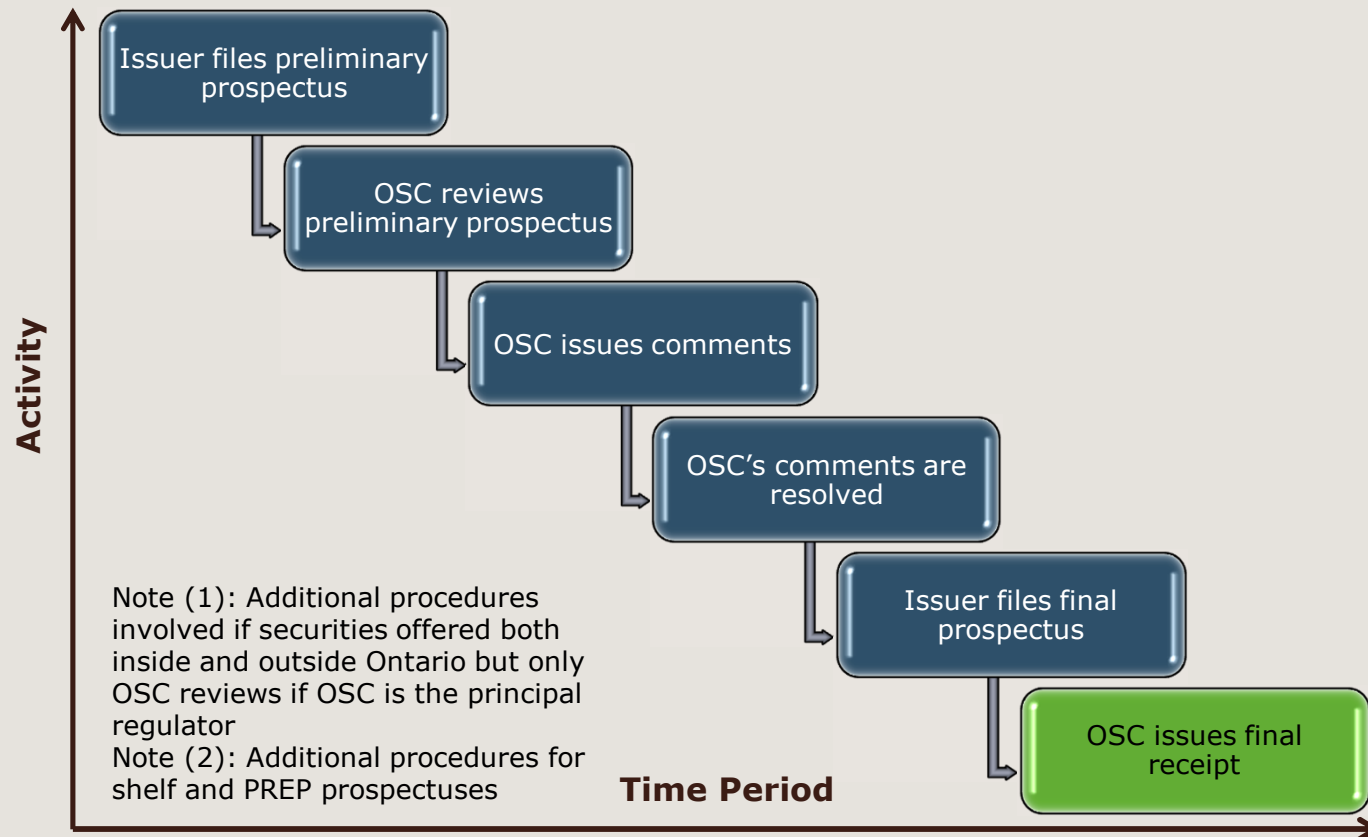 Issuer files preliminary
prospectus
OSC reviews
preliminary prospectus
OSC issues comments
OSC’s comments are
resolved
Issuer files final
prospectus
OSC issues final
receipt
Activity
Note (1): Additional procedures
involved if securities offered both
inside and outside Ontario but only
OSC reviews if OSC is the principal
regulator
Note (2): Additional procedures for
shelf and PREP prospectuses
Time Period